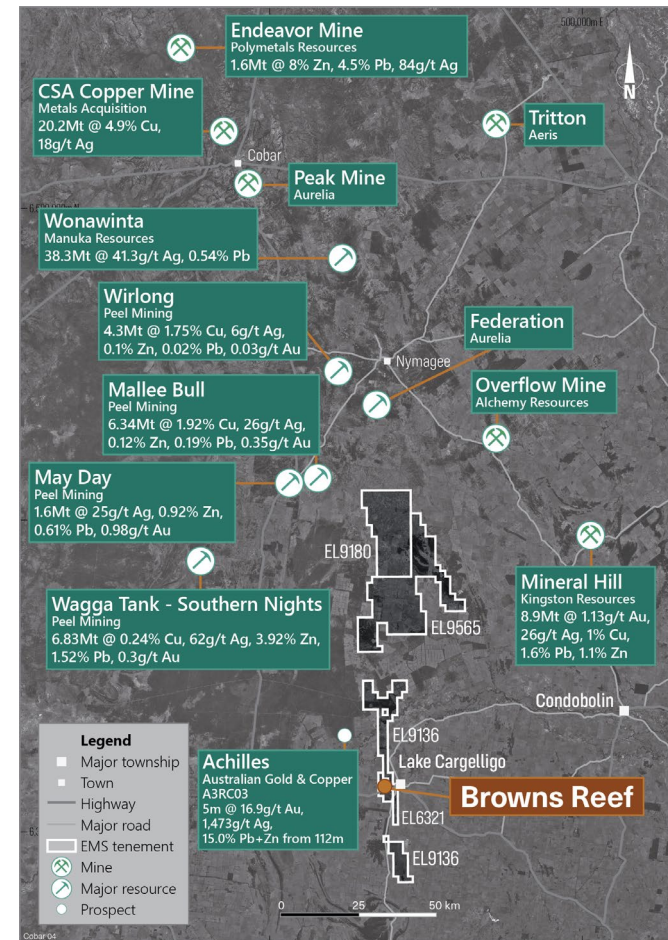 500,000m E
Endeavor Mine
Polymetals Resources
1.6Mt @ 8% Zn, 4.5% Pb, 84g/t Ag
N
CSA Copper Mine
Metals Acquisition
20.2Mt @ 4.9% Cu,
18g/t Ag
Tritton
Aeris
Cobar
Peak Mine
Aurelia
Wonawinta
Manuka Resources
38.3Mt @ 41.3g/t Ag, 0.54% Pb
Wirlong
Peel Mining
4.3Mt @ 1.75% Cu, 6g/t Ag,
0.1% Zn, 0.02% Pb, 0.03g/t Au
Federation
Aurelia
Nymagee
Mallee Bull
Peel Mining
6.34Mt @ 1.92% Cu, 26g/t Ag,
0.12% Zn, 0.19% Pb, 0.35g/t Au
Overflow Mine
Alchemy Resources
May Day
Peel Mining
1.6Mt @ 25g/t Ag, 0.92% Zn,
0.61% Pb, 0.98g/t Au
EL9180
Wagga Tank - Southern Nights
Peel Mining
6.83Mt @ 0.24% Cu, 62g/t Ag, 3.92% Zn,
1.52% Pb, 0.3g/t Au
EL9565
Mineral Hill
Kingston Resources
8.9Mt @ 1.13g/t Au,
26g/t Ag, 1% Cu,
1.6% Pb, 1.1% Zn
Condobolin
EL9136
Achilles
Australian Gold & Copper
A3RC03
5m @ 16.9g/t Au,
1,473g/t Ag,
15.0% Pb+Zn from 112m
Lake Cargelligo
Browns Reef
EL6321
EL9136
Legend
Major township
Town
Highway
Major road
EMS tenement
Mine
Major resource
Prospect
0 25 50 km
Cobar 04